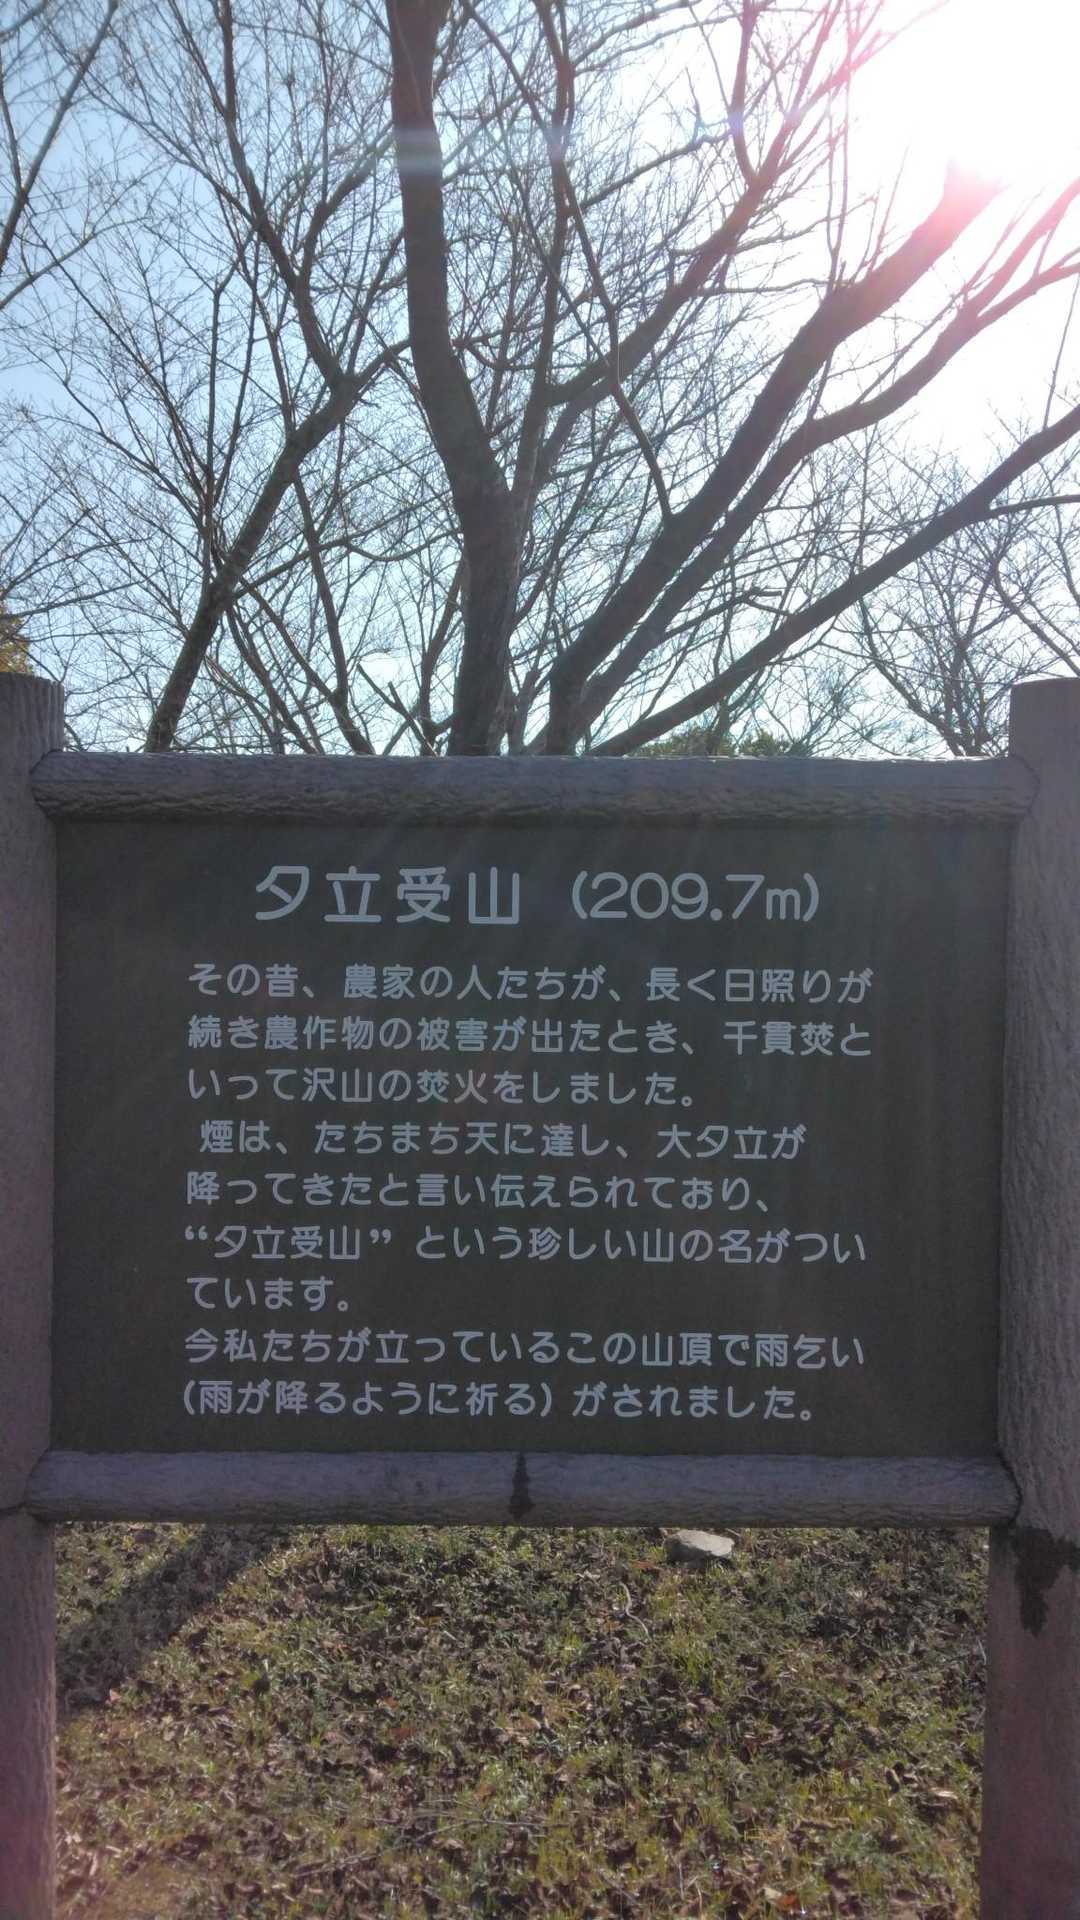 夕立受山 (209.7m)
その昔、農家の人たちが、長く日照りが
続き農作物の被害が出たとき、千貫焚と
いって沢山の焚火をしました。
煙は、たちまち天に達し、大夕立が
降ってきたと言い伝えられており、
“夕立受山”という珍しい山の名がつい
ています。
今私たちが立っているこの山頂で雨乞い
(雨が降るように祈る)がされました。